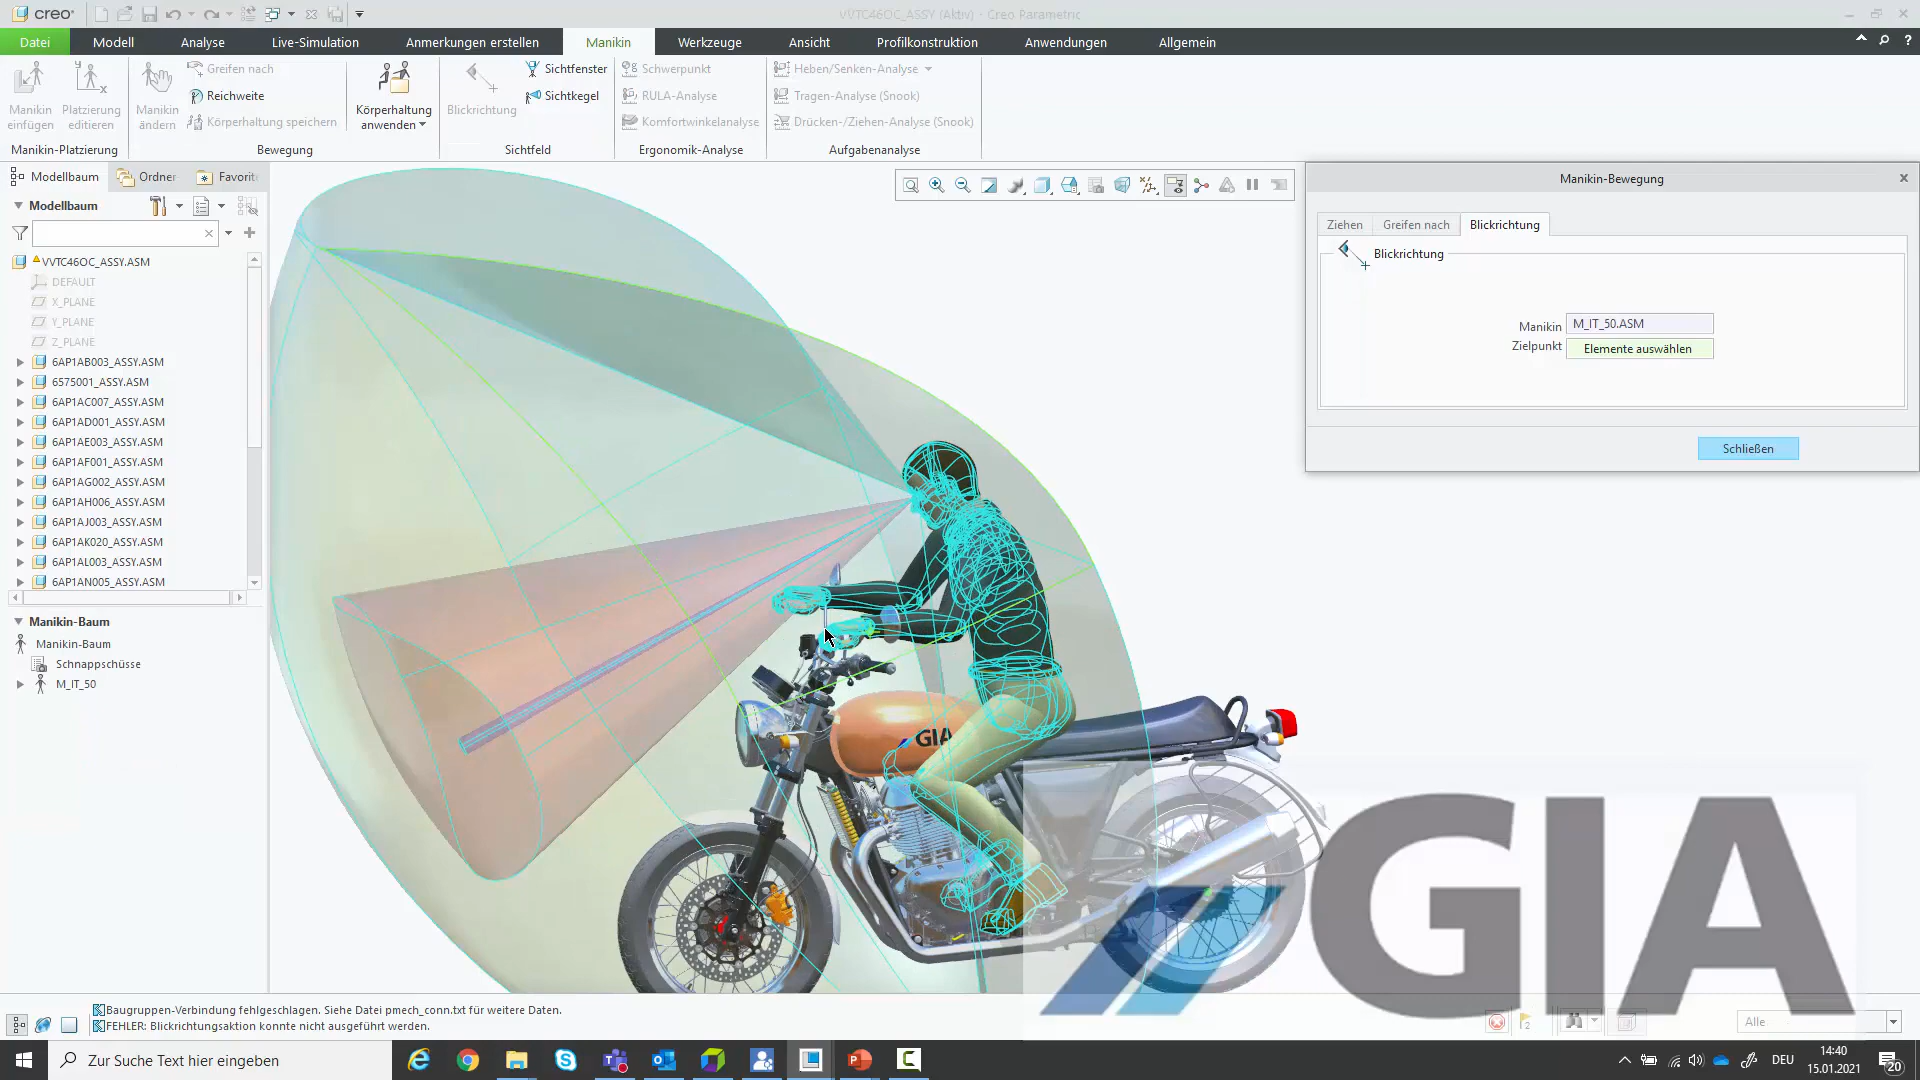 creo
VVTC46OC_ASSY (Aktiv) - Creo Parametric
Datei
Modell
Analyse
Live-Simulation
Anmerkungen erstellen
Manikin
Werkzeuge
Ansicht
Profilkonstruktion
Anwendungen
Allgemein
Manikin einfügen
Platzierung editieren
Manikin ändern
Greifen nach
Reichweite
Körperhaltung speichern
Körperhaltung anwenden
Blickrichtung
Sichtfenster
Sichtkegel
Schwerpunkt
RULA-Analyse
Komfortwinkelanalyse
Heben/Senken-Analyse
Tragen-Analyse (Snook)
Drücken-/Ziehen-Analyse (Snook)
Manikin-Platzierung
Bewegung
Sichtfeld
Ergonomik-Analyse
Aufgabenanalyse
Modellbaum
Ordner
Favorit
Modellbaum
VVTC46OC_ASSY.ASM
DEFAULT
X_PLANE
Y_PLANE
Z_PLANE
6AP1AB003_ASSY.ASM
6575001_ASSY.ASM
6AP1AC007_ASSY.ASM
6AP1AD001_ASSY.ASM
6AP1AE003_ASSY.ASM
6AP1AF001_ASSY.ASM
6AP1AG002_ASSY.ASM
6AP1AH006_ASSY.ASM
6AP1AJ003_ASSY.ASM
6AP1AK020_ASSY.ASM
6AP1AL003_ASSY.ASM
6AP1AN005_ASSY.ASM
Manikin-Baum
Manikin-Baum
Schnappschüsse
M_IT_50
Manikin-Bewegung
Ziehen
Greifen nach
Blickrichtung
Blickrichtung
Manikin M_IT_50.ASM
Zielpunkt Elemente auswählen
Schließen
GIA
GIA
Baugruppen-Verbindung fehlgeschlagen. Siehe Datei pmech_conn.txt für weitere Daten.
FEHLER: Blickrichtungsaktion konnte nicht ausgeführt werden.
2
Alle
Zur Suche Text hier eingeben
DEU
14:40
15.01.2021
20